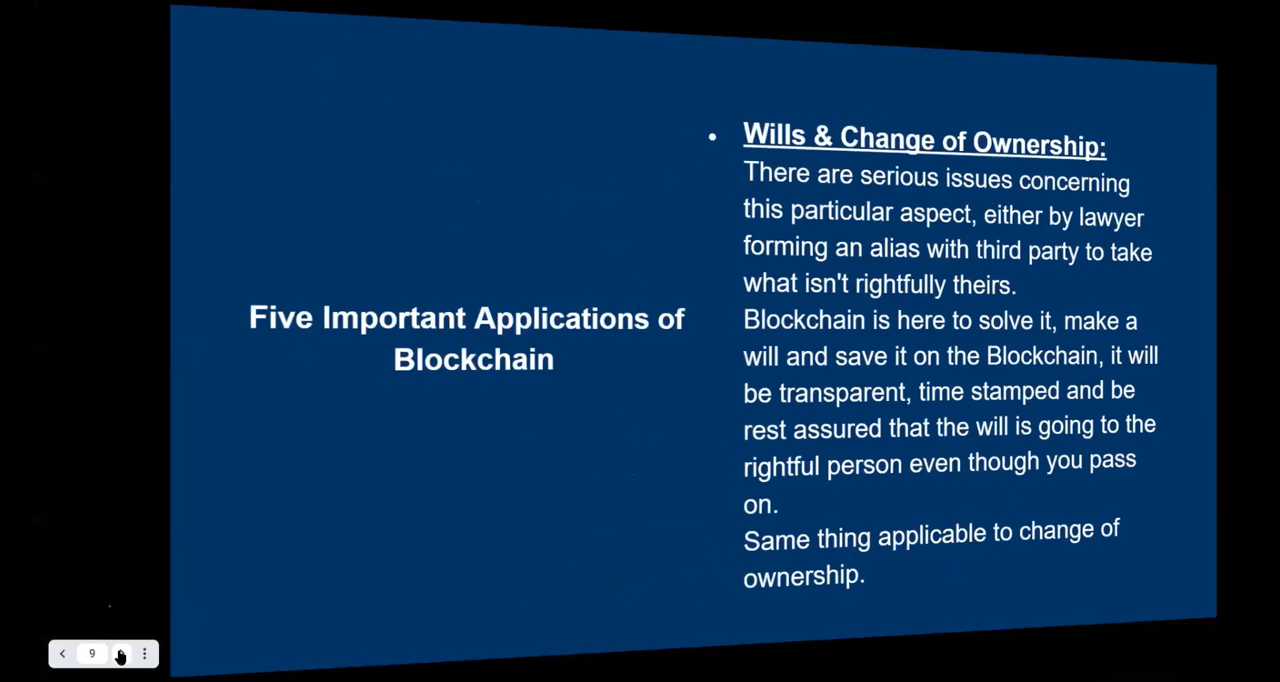 Five Important Applications of
Blockchain
• Wills & Change of Ownership:
There are serious issues concerning
this particular aspect, either by lawyer
forming an alias with third party to take
what isn't rightfully theirs.
Blockchain is here to solve it, make a
will and save it on the Blockchain, it will
be transparent, time stamped and be
rest assured that the will is going to the
rightful person even though you pass
on.
Same thing applicable to change of
ownership.
9